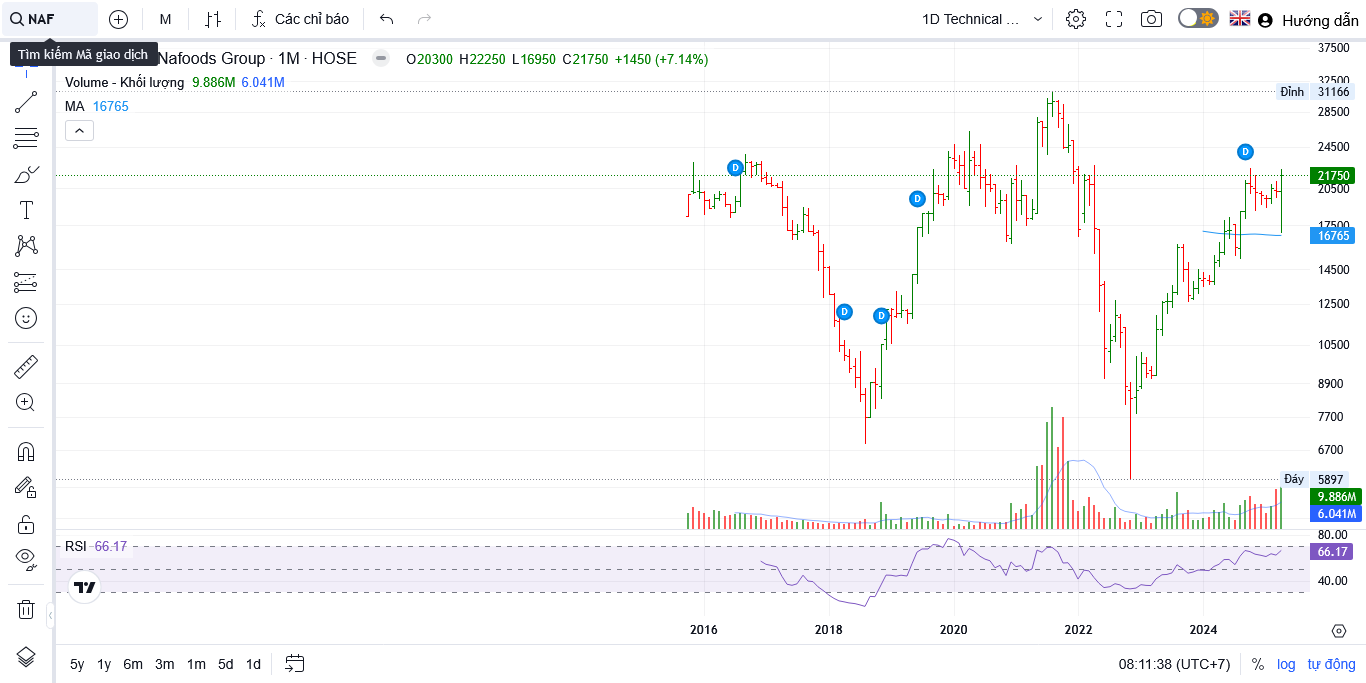 NAF
M
Các chỉ báo
1D Technical ...
Hướng dẫn
Tìm kiếm Mã giao dịch
Nafoods Group · 1M · HOSE
O20300 H22250 L16950 C21750 +1450 (+7.14%)
Volume - Khối lượng 9.886M 6.041M
MA 16765
37500
32500
Đỉnh 31166
28500
24500
21750
20500
17500
16765
14500
12500
10500
8900
7700
6700
Đáy 5897
9.886M
6.041M
D
D
D
D
D
RSI 66.17
80.00
66.17
40.00
2016 2018 2020 2022 2024
5y 1y 6m 3m 1m 5d 1d
08:11:38 (UTC+7) % log tự động